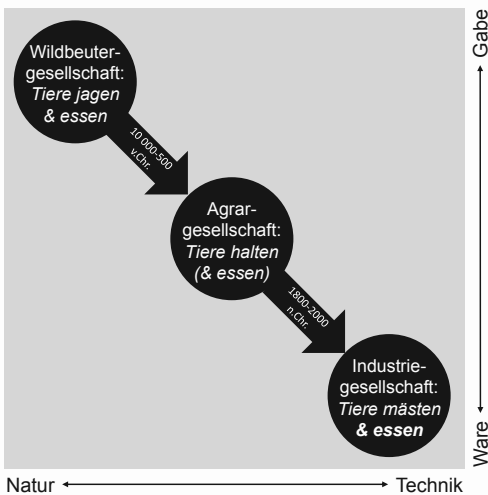 Wildbeuter-
gesellschaft:
Tiere jagen
& essen
10 000-500
v.Chr.
Agrar-
gesellschaft:
Tiere halten
(& essen)
1800-2000
n.Chr.
Industrie-
gesellschaft:
Tiere mästen
& essen
Gabe
Ware
Natur
Technik